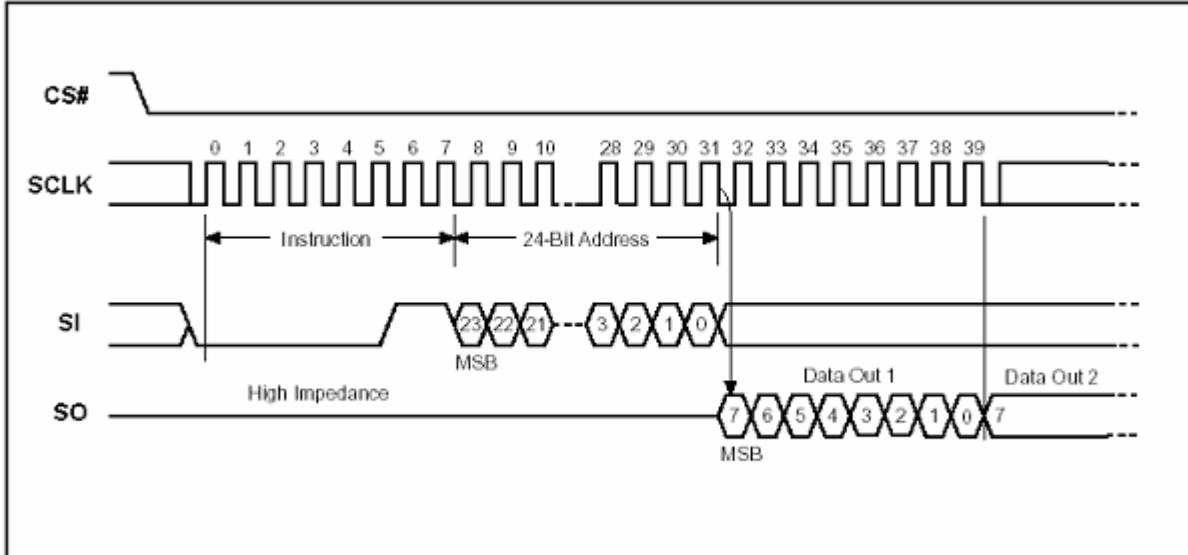 CS#
0 1 2 3 4 5 6 7 8 9 10 28 29 30 31 32 33 34 35 36 37 38 39
SCLK
Instruction 24-Bit Address
SI 23 22 21 3 2 1 0
MSB
High Impedance Data Out 1 Data Out 2
SO 7 6 5 4 3 2 1 0 7
MSB